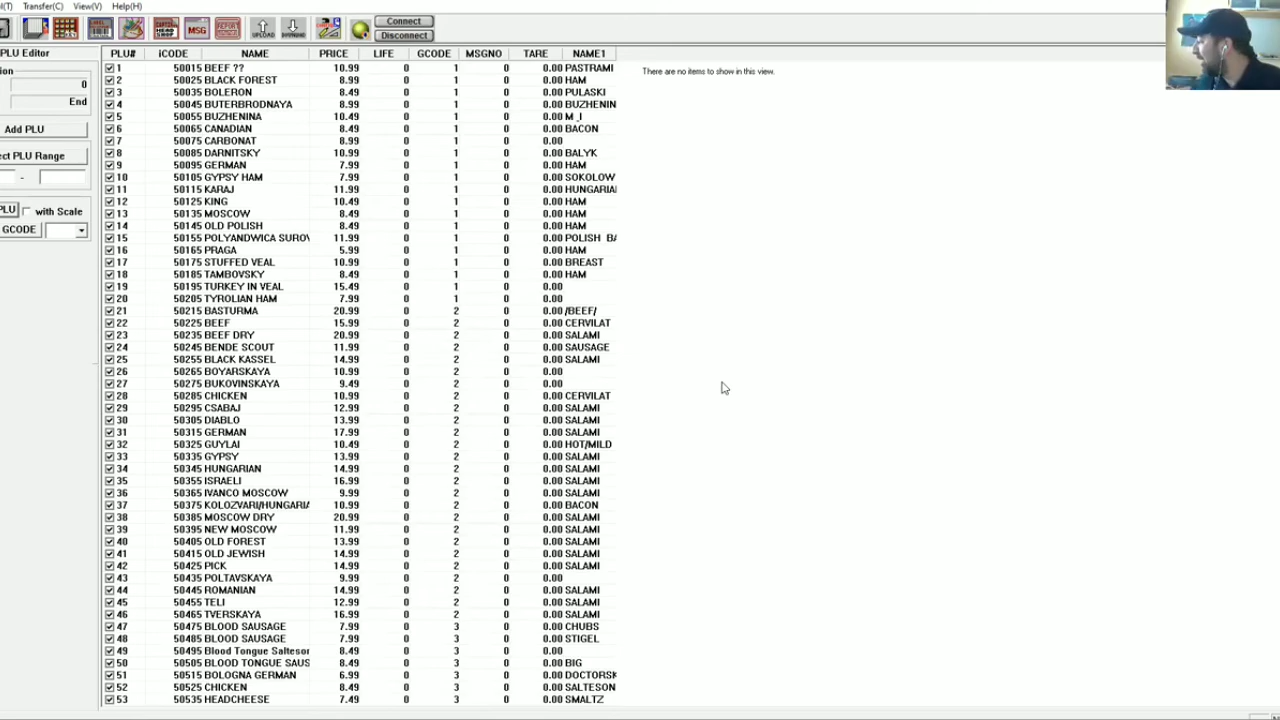 l(T) Transfer(C) View(V) Help(H)
LABEL CAPTION HEAD SHOP MSG REPORT UPLOAD Connect
Disconnect
PLU Editor
PLU# iCODE NAME PRICE LIFE GCODE MSGNO TARE NAME1
There are no items to show in this view.
ion
0
End
Add PLU
ect PLU Range
-
PLU with Scale
GCODE
1 50015 BEEF ?? 10.99 0 1 0 0.00 PASTRAMI
2 50025 BLACK FOREST 8.99 0 1 0 0.00 HAM
3 50035 BOLERON 8.49 0 1 0 0.00 PULASKI
4 50045 BUTERBRODNAYA 8.99 0 1 0 0.00 BUZHENIN
5 50055 BUZHENINA 10.49 0 1 0 0.00 M_I
6 50065 CANADIAN 8.49 0 1 0 0.00 BACON
7 50075 CARBONAT 8.99 0 1 0 0.00
8 50085 DARNITSKY 10.99 0 1 0 0.00 BALYK
9 50095 GERMAN 7.99 0 1 0 0.00 HAM
10 50105 GYPSY HAM 7.99 0 1 0 0.00 SOKOLOW
11 50115 KARAJ 11.99 0 1 0 0.00 HUNGARIAI
12 50125 KING 10.49 0 1 0 0.00 HAM
13 50135 MOSCOW 8.49 0 1 0 0.00 HAM
14 50145 OLD POLISH 8.49 0 1 0 0.00 HAM
15 50155 POLYANDWICA SUROV 11.99 0 1 0 0.00 POLISH BA
16 50165 PRAGA 5.99 0 1 0 0.00 HAM
17 50175 STUFFED VEAL 10.99 0 1 0 0.00 BREAST
18 50185 TAMBOVSKY 8.49 0 1 0 0.00 HAM
19 50195 TURKEY IN VEAL 15.49 0 1 0 0.00
20 50205 TYROLIAN HAM 7.99 0 1 0 0.00
21 50215 BASTURMA 20.99 0 2 0 0.00 /BEEF/
22 50225 BEEF 15.99 0 2 0 0.00 CERVILAT
23 50235 BEEF DRY 20.99 0 2 0 0.00 SALAMI
24 50245 BENDE SCOUT 11.99 0 2 0 0.00 SAUSAGE
25 50255 BLACK KASSEL 14.99 0 2 0 0.00 SALAMI
26 50265 BOYARSKAYA 10.99 0 2 0 0.00
27 50275 BUKOVINSKAYA 9.49 0 2 0 0.00
28 50285 CHICKEN 10.99 0 2 0 0.00 CERVILAT
29 50295 CSABAJ 12.99 0 2 0 0.00 SALAMI
30 50305 DIABLO 13.99 0 2 0 0.00 SALAMI
31 50315 GERMAN 17.99 0 2 0 0.00 SALAMI
32 50325 GUYLAI 10.49 0 2 0 0.00 HOT/MILD
33 50335 GYPSY 13.99 0 2 0 0.00 SALAMI
34 50345 HUNGARIAN 14.99 0 2 0 0.00 SALAMI
35 50355 ISRAELI 16.99 0 2 0 0.00 SALAMI
36 50365 IVANCO MOSCOW 9.99 0 2 0 0.00 SALAMI
37 50375 KOLOZVARI/HUNGARIA 10.99 0 2 0 0.00 BACON
38 50385 MOSCOW DRY 20.99 0 2 0 0.00 SALAMI
39 50395 NEW MOSCOW 11.99 0 2 0 0.00 SALAMI
40 50405 OLD FOREST 13.99 0 2 0 0.00 SALAMI
41 50415 OLD JEWISH 14.99 0 2 0 0.00 SALAMI
42 50425 PICK 14.99 0 2 0 0.00 SALAMI
43 50435 POLTAVSKAYA 9.99 0 2 0 0.00
44 50445 ROMANIAN 14.99 0 2 0 0.00 SALAMI
45 50455 TELI 12.99 0 2 0 0.00 SALAMI
46 50465 TVERSKAYA 16.99 0 2 0 0.00 SALAMI
47 50475 BLOOD SAUSAGE 7.99 0 3 0 0.00 CHUBS
48 50485 BLOOD SAUSAGE 7.99 0 3 0 0.00 STIGEL
49 50495 Blood Tongue Salteson 8.49 0 3 0 0.00
50 50505 BLOOD TONGUE SAUS 8.49 0 3 0 0.00 BIG
51 50515 BOLOGNA GERMAN 6.99 0 3 0 0.00 DOCTORSK
52 50525 CHICKEN 8.49 0 3 0 0.00 SALTESON
53 50535 HEADCHEESE 7.49 0 3 0 0.00 SMALTZ